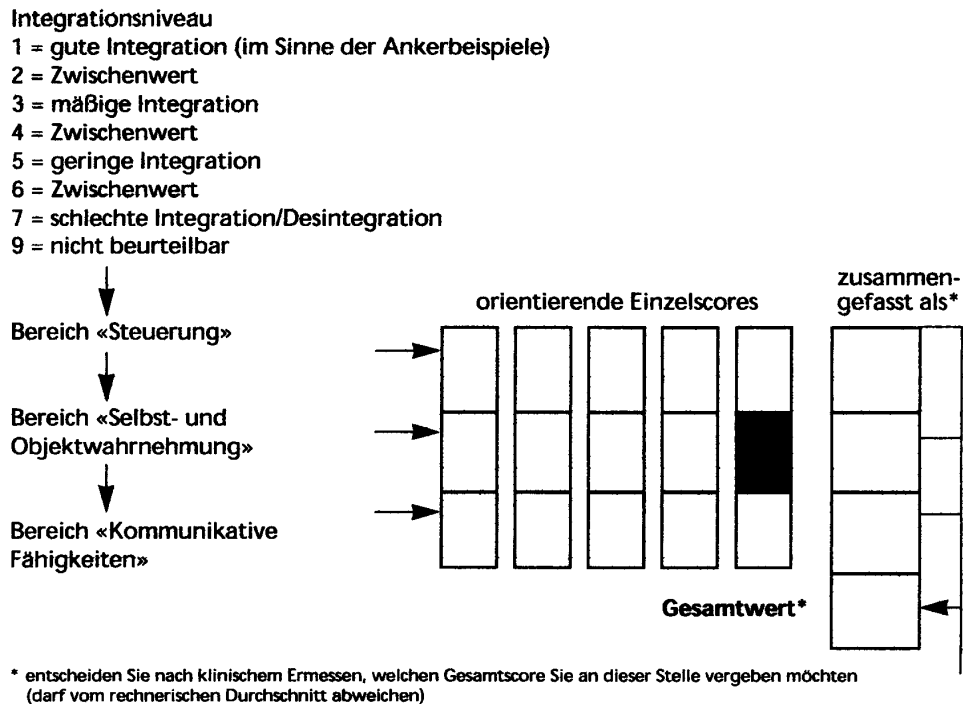 Integrationsniveau
1 = gute Integration (im Sinne der Ankerbeispiele)
2 = Zwischenwert
3 = mäßige Integration
4 = Zwischenwert
5 = geringe Integration
6 = Zwischenwert
7 = schlechte Integration/Desintegration
9 = nicht beurteilbar
zusammen-
orientierende Einzelscores gefasst als*
Bereich «Steuerung»
Bereich «Selbst- und
Objektwahrnehmung»
Bereich «Kommunikative
Fähigkeiten»
Gesamtwert*
* entscheiden Sie nach klinischem Ermessen, welchen Gesamtscore Sie an dieser Stelle vergeben möchten
(darf vom rechnerischen Durchschnitt abweichen)